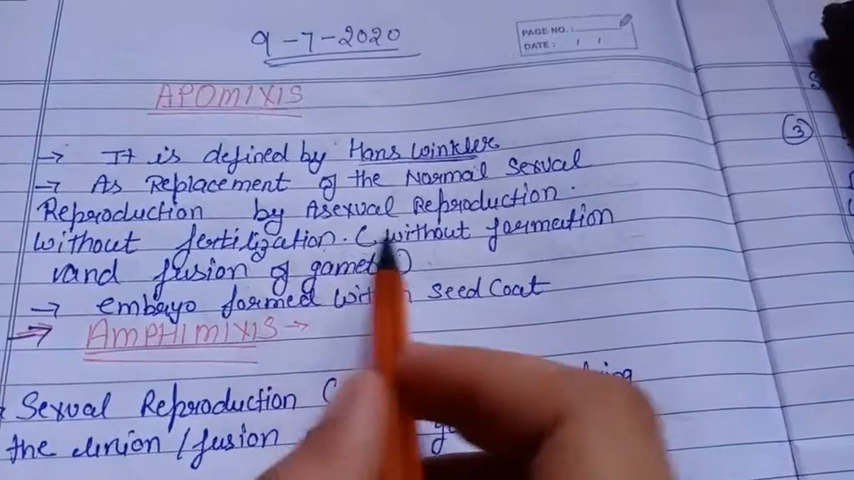 9-7-2020
PAGE NO.:
DATE: / /
APOMIXIS
→ It is defined by Hans Winkler
→ As Replacement of the Normal Sexual
Reproduction by Asexual Reproduction.
without fertilization. (without formation
and fusion of gamet
→ embryo formed with seed Coat
⇒ AMPHIMIXIS →
Sexual Reproduction (
the Union / fusion
3